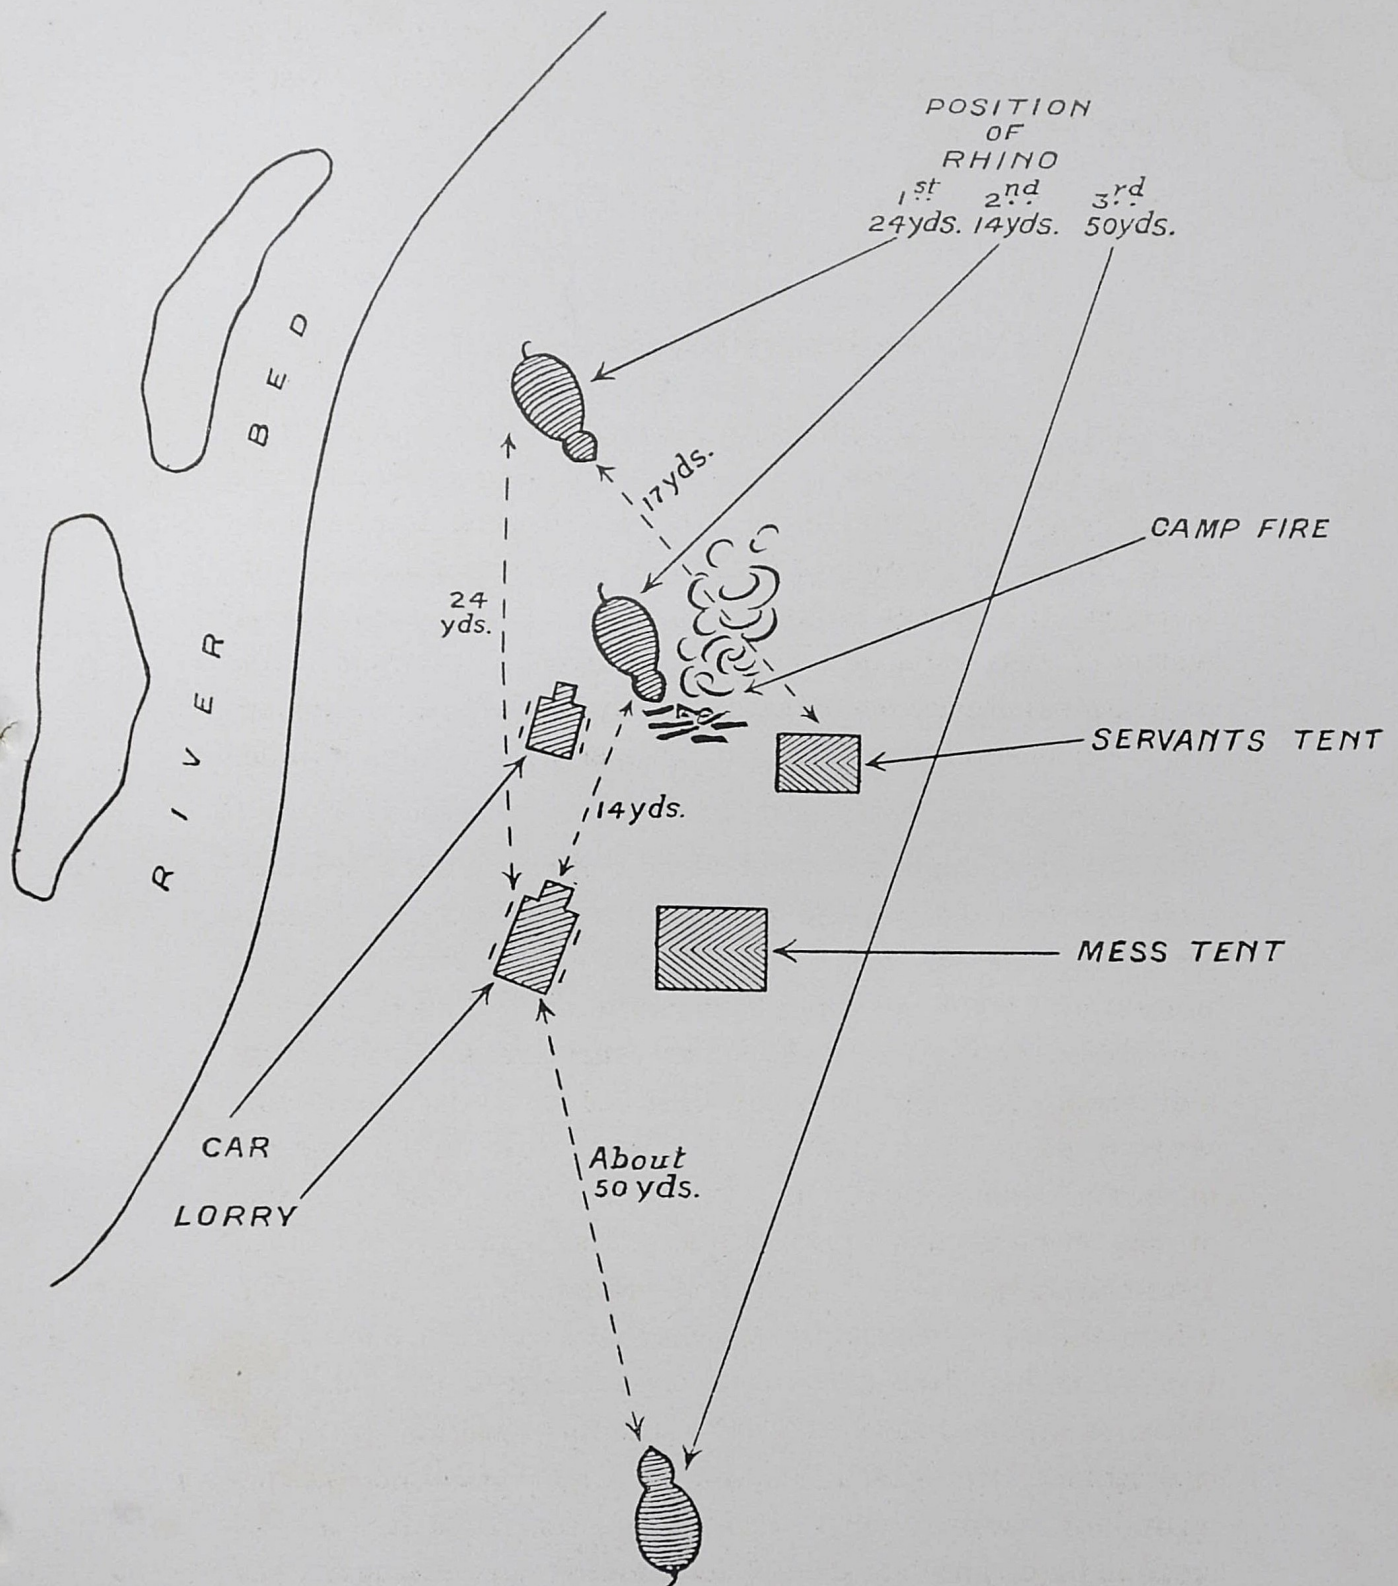 POSITION
OF
RHINO
1st 2nd 3rd
24yds. 14yds. 50yds.
BED
17yds.
CAMP FIRE
24
yds.
RIVER
SERVANTS TENT
14yds.
MESS TENT
CAR
About
50 yds.
LORRY